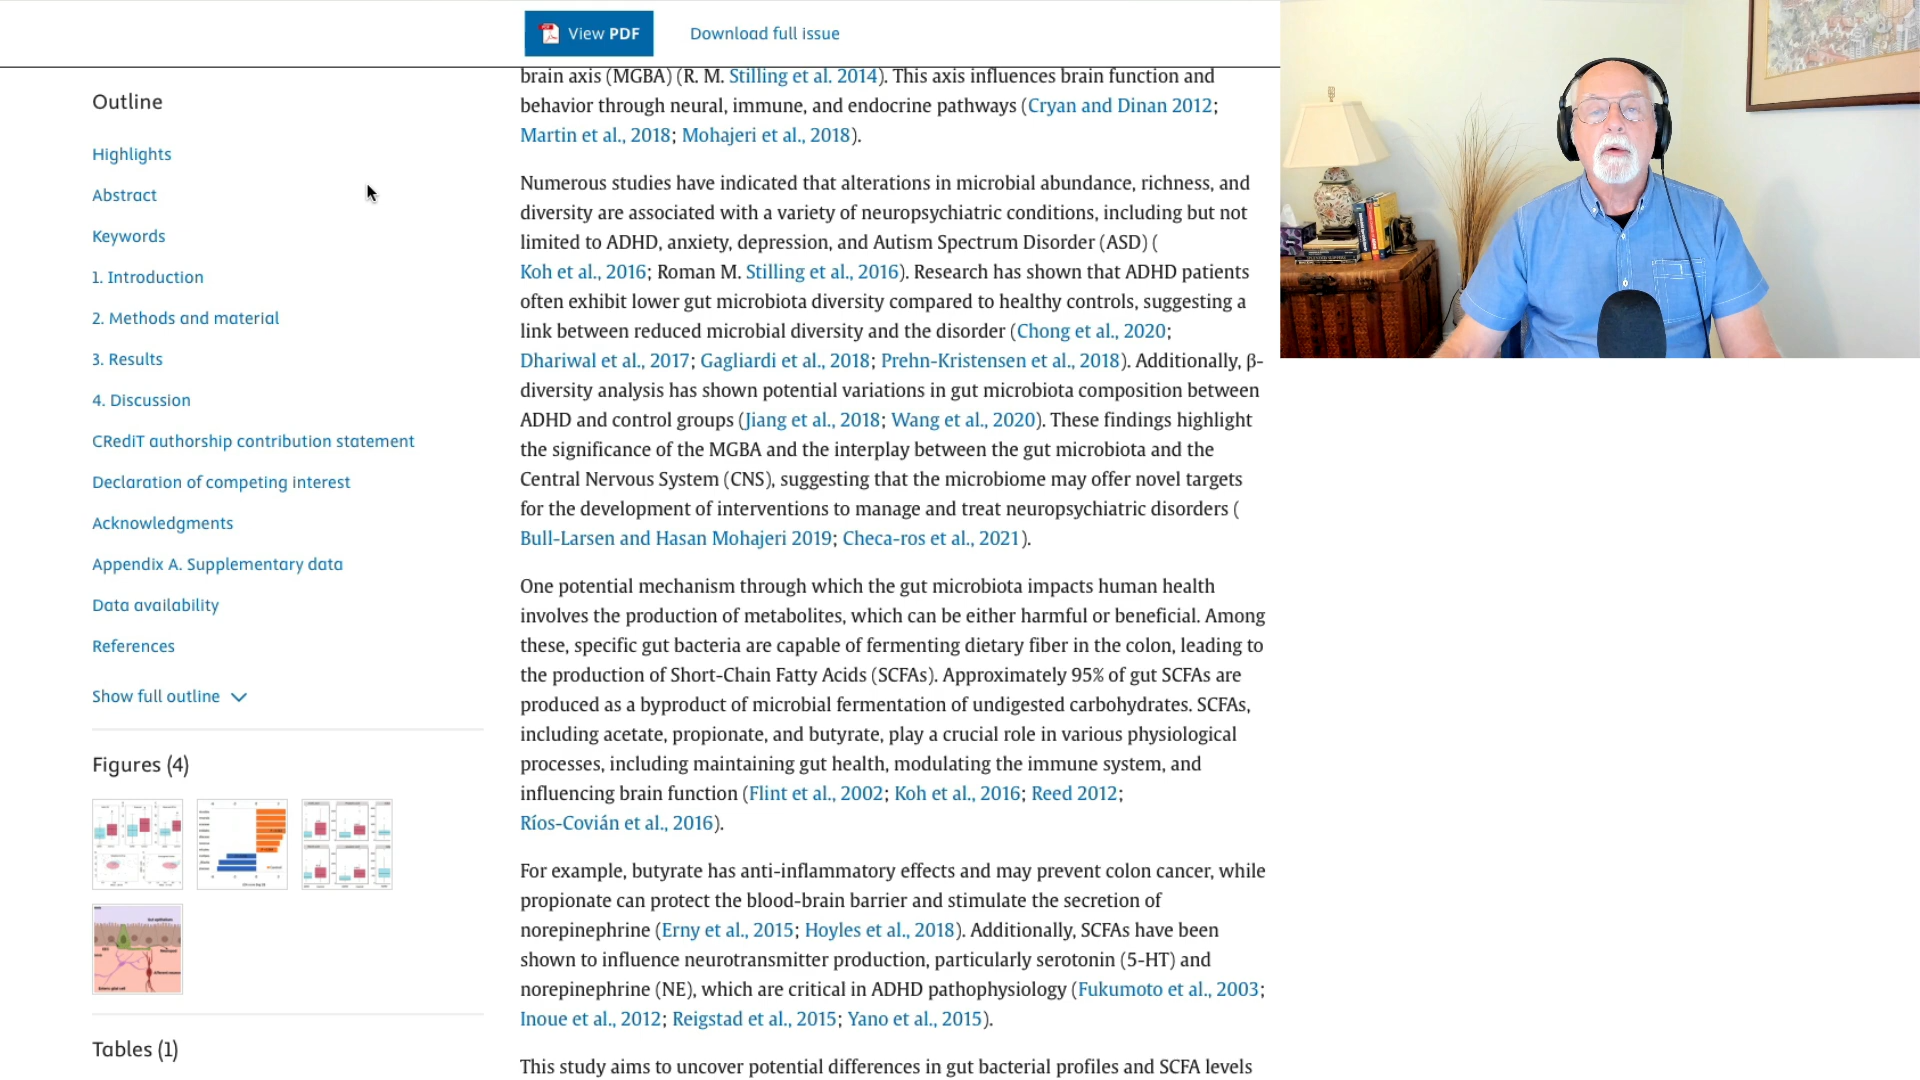 View PDF
Download full issue
Outline
Highlights
Abstract
Keywords
1. Introduction
2. Methods and material
3. Results
4. Discussion
CRediT authorship contribution statement
Declaration of competing interest
Acknowledgments
Appendix A. Supplementary data
Data availability
References
Show full outline
Figures (4)
Tables (1)
brain axis (MGBA) (R. M. Stilling et al. 2014). This axis influences brain function and
behavior through neural, immune, and endocrine pathways (Cryan and Dinan 2012;
Martin et al., 2018; Mohajeri et al., 2018).
Numerous studies have indicated that alterations in microbial abundance, richness, and
diversity are associated with a variety of neuropsychiatric conditions, including but not
limited to ADHD, anxiety, depression, and Autism Spectrum Disorder (ASD) (
Koh et al., 2016; Roman M. Stilling et al., 2016). Research has shown that ADHD patients
often exhibit lower gut microbiota diversity compared to healthy controls, suggesting a
link between reduced microbial diversity and the disorder (Chong et al., 2020;
Dhariwal et al., 2017; Gagliardi et al., 2018; Prehn-Kristensen et al., 2018). Additionally, β-
diversity analysis has shown potential variations in gut microbiota composition between
ADHD and control groups (Jiang et al., 2018; Wang et al., 2020). These findings highlight
the significance of the MGBA and the interplay between the gut microbiota and the
Central Nervous System (CNS), suggesting that the microbiome may offer novel targets
for the development of interventions to manage and treat neuropsychiatric disorders (
Bull-Larsen and Hasan Mohajeri 2019; Checa-ros et al., 2021).
One potential mechanism through which the gut microbiota impacts human health
involves the production of metabolites, which can be either harmful or beneficial. Among
these, specific gut bacteria are capable of fermenting dietary fiber in the colon, leading to
the production of Short-Chain Fatty Acids (SCFAs). Approximately 95% of gut SCFAs are
produced as a byproduct of microbial fermentation of undigested carbohydrates. SCFAs,
including acetate, propionate, and butyrate, play a crucial role in various physiological
processes, including maintaining gut health, modulating the immune system, and
influencing brain function (Flint et al., 2002; Koh et al., 2016; Reed 2012;
Ríos-Covián et al., 2016).
For example, butyrate has anti-inflammatory effects and may prevent colon cancer, while
propionate can protect the blood-brain barrier and stimulate the secretion of
norepinephrine (Erny et al., 2015; Hoyles et al., 2018). Additionally, SCFAs have been
shown to influence neurotransmitter production, particularly serotonin (5-HT) and
norepinephrine (NE), which are critical in ADHD pathophysiology (Fukumoto et al., 2003;
Inoue et al., 2012; Reigstad et al., 2015; Yano et al., 2015).
This study aims to uncover potential differences in gut bacterial profiles and SCFA levels